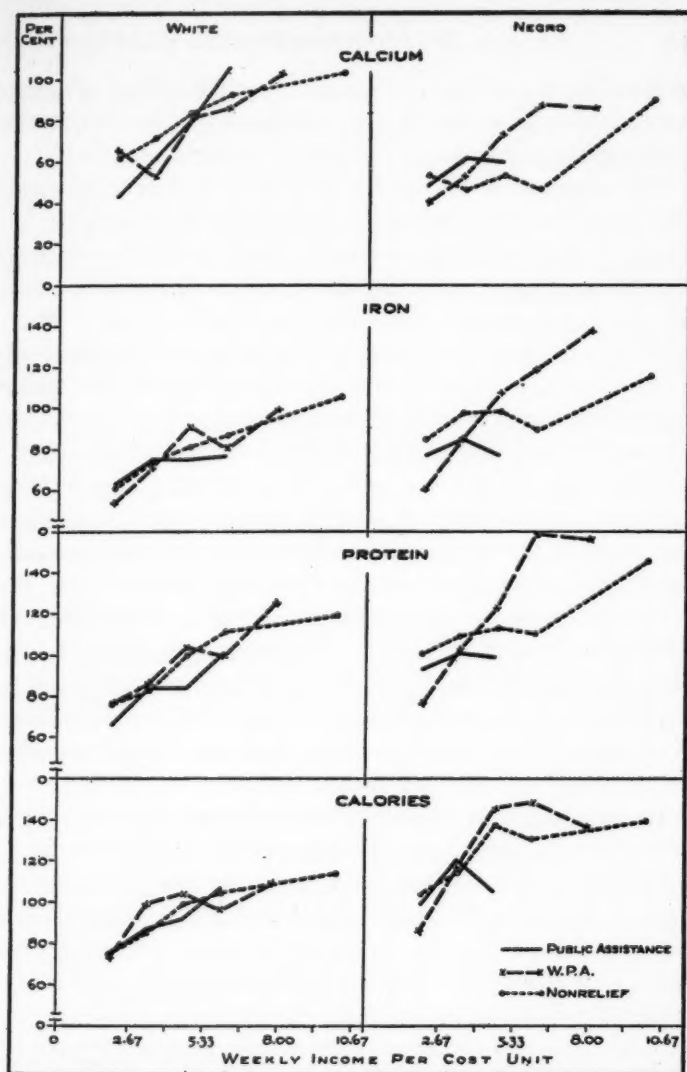 PER CENT
WHITE
NEGRO
CALCIUM
100
80
60
40
20
0
IRON
140
100
80
60
0
PROTEIN
140
120
100
80
60
0
CALORIES
140
120
100
80
60
0
PUBLIC ASSISTANCE
W.P.A.
NONRELIEF
2.67 5.33 8.00 10.67 2.67 5.33 8.00 10.67
WEEKLY INCOME PER COST UNIT